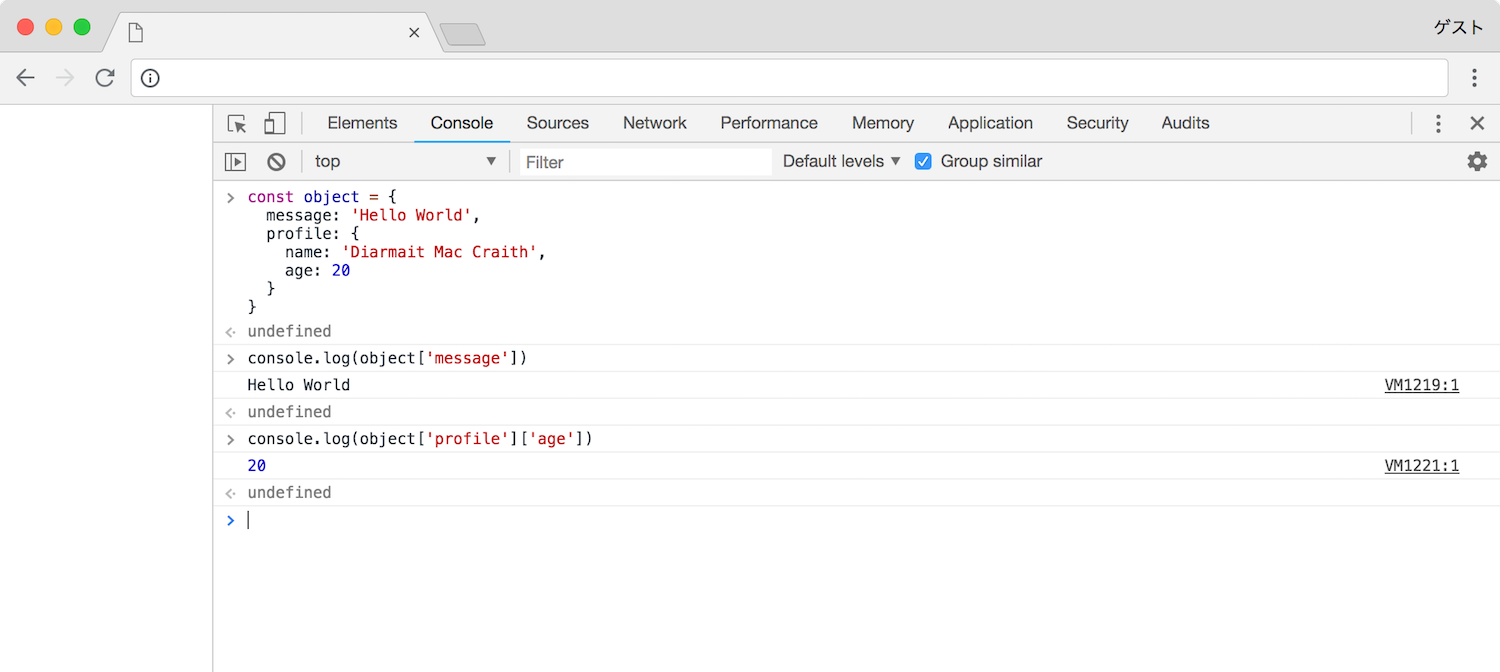 ゲスト
Elements Console Sources Network Performance Memory Application Security Audits
top Filter Default levels Group similar
const object = {
  message: 'Hello World',
  profile: {
    name: 'Diarmait Mac Craith',
    age: 20
  }
}
undefined
console.log(object['message'])
Hello World VM1219:1
undefined
console.log(object['profile']['age'])
20 VM1221:1
undefined